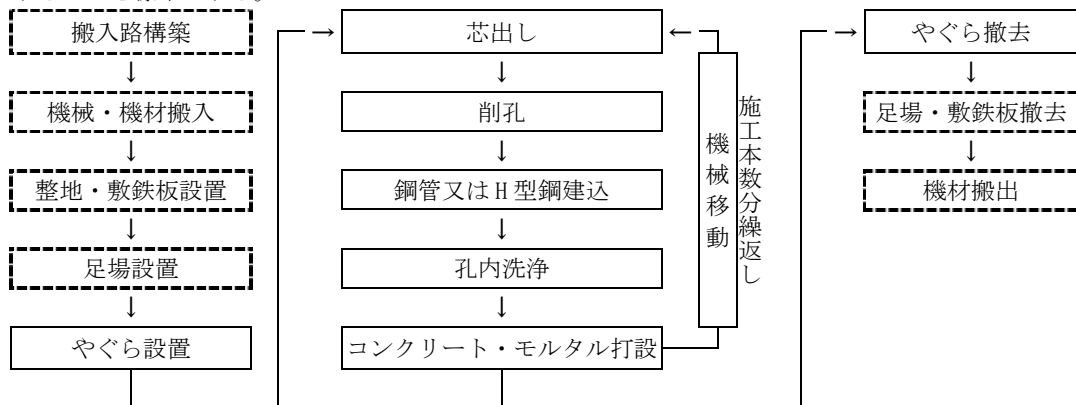 搬入路構築
↓
機械・機材搬入
↓
整地・敷鉄板設置
↓
足場設置
↓
やぐら設置
→
芯出し
←
↓
削孔
↓
鋼管又はH型鋼建込
↓
孔内洗浄
↓
コンクリート・モルタル打設
機械移動
施工本数分繰返し
→
やぐら撤去
↓
足場・敷鉄板撤去
↓
機材搬出